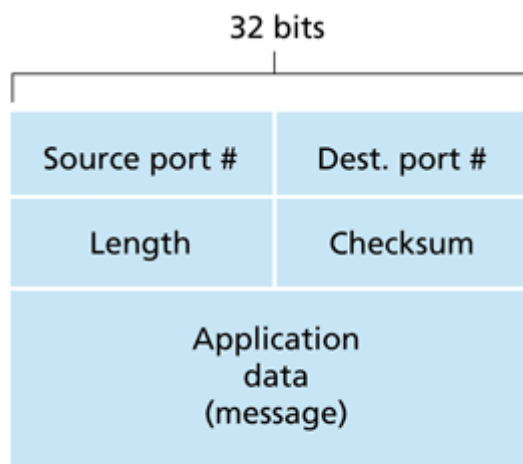 32 bits
Source port # Dest. port #
Length Checksum
Application
data
(message)